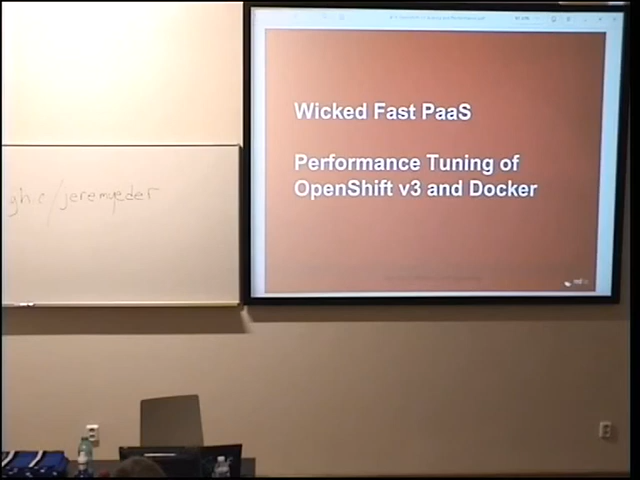 Wicked Fast PaaS
Performance Tuning of
OpenShift v3 and Docker
ghic/jeremyeder